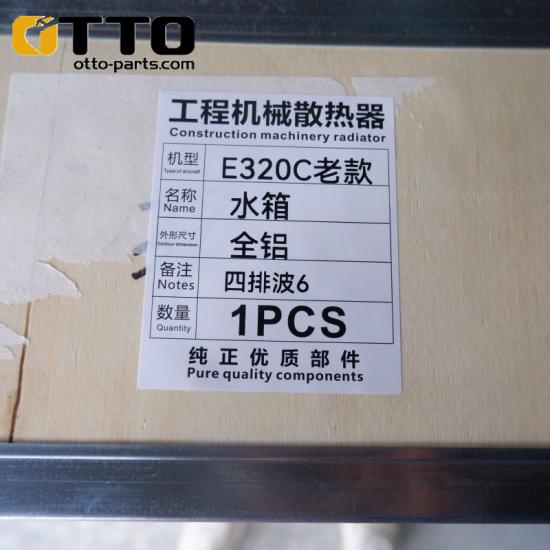 OTTO
otto-parts.com
工程机械散热器
Construction machinery radiator
机型 E320C老款
Type of aircraft
名称 水箱
Name
外形尺寸 全铝
Contour dimension
备注 四排波6
Notes
数量 1PCS
Quantity
纯正优质部件
Pure quality components